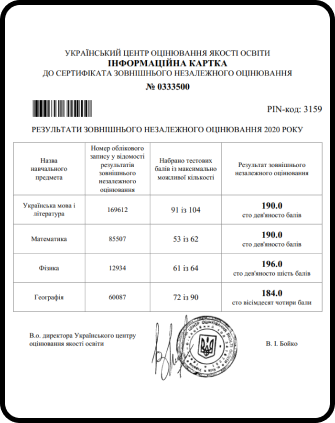 УКРАЇНСЬКИЙ ЦЕНТР ОЦІНЮВАННЯ ЯКОСТІ ОСВІТИ
ІНФОРМАЦІЙНА КАРТКА
ДО СЕРТИФІКАТА ЗОВНІШНЬОГО НЕЗАЛЕЖНОГО ОЦІНЮВАННЯ
№ 0333500
PIN-код: 3159
РЕЗУЛЬТАТИ ЗОВНІШНЬОГО НЕЗАЛЕЖНОГО ОЦІНЮВАННЯ 2020 РОКУ
Назва
навчального
предмета
Номер облікового
запису у відомості
результатів
зовнішнього
незалежного
оцінювання
Набрано тестових
балів із максимально
можливої кількості
Результат зовнішнього
незалежного оцінювання
Українська мова і
література
169612
91 із 104
190.0
сто дев'яносто балів
Математика
85507
53 із 62
190.0
сто дев'яносто балів
Фізика
12934
61 із 64
196.0
сто дев'яносто шість балів
Географія
60087
72 із 90
184.0
сто вісімдесят чотири бали
В.о. директора Українського центру
оцінювання якості освіти
В. І. Бойко